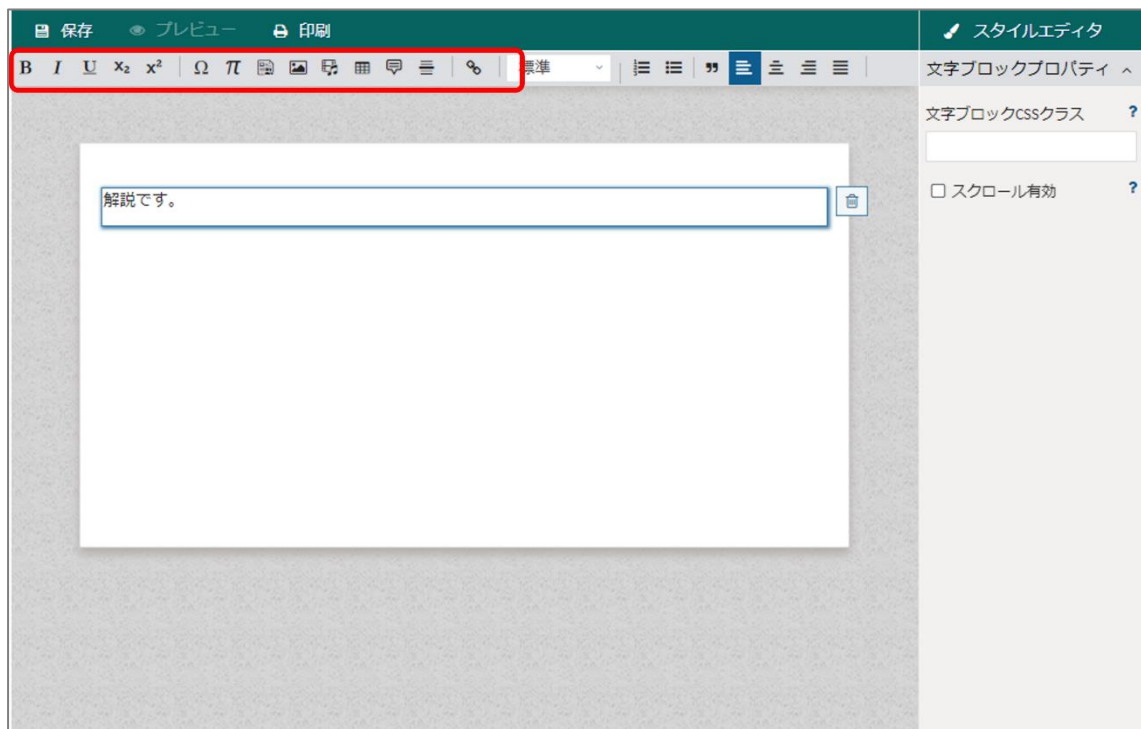 保存 プレビュー 印刷 スタイルエディタ
B I U x₂ x² Ω π 標準 文字ブロックプロパティ
文字ブロックCSSクラス ?
解説です。
スクロール有効 ?